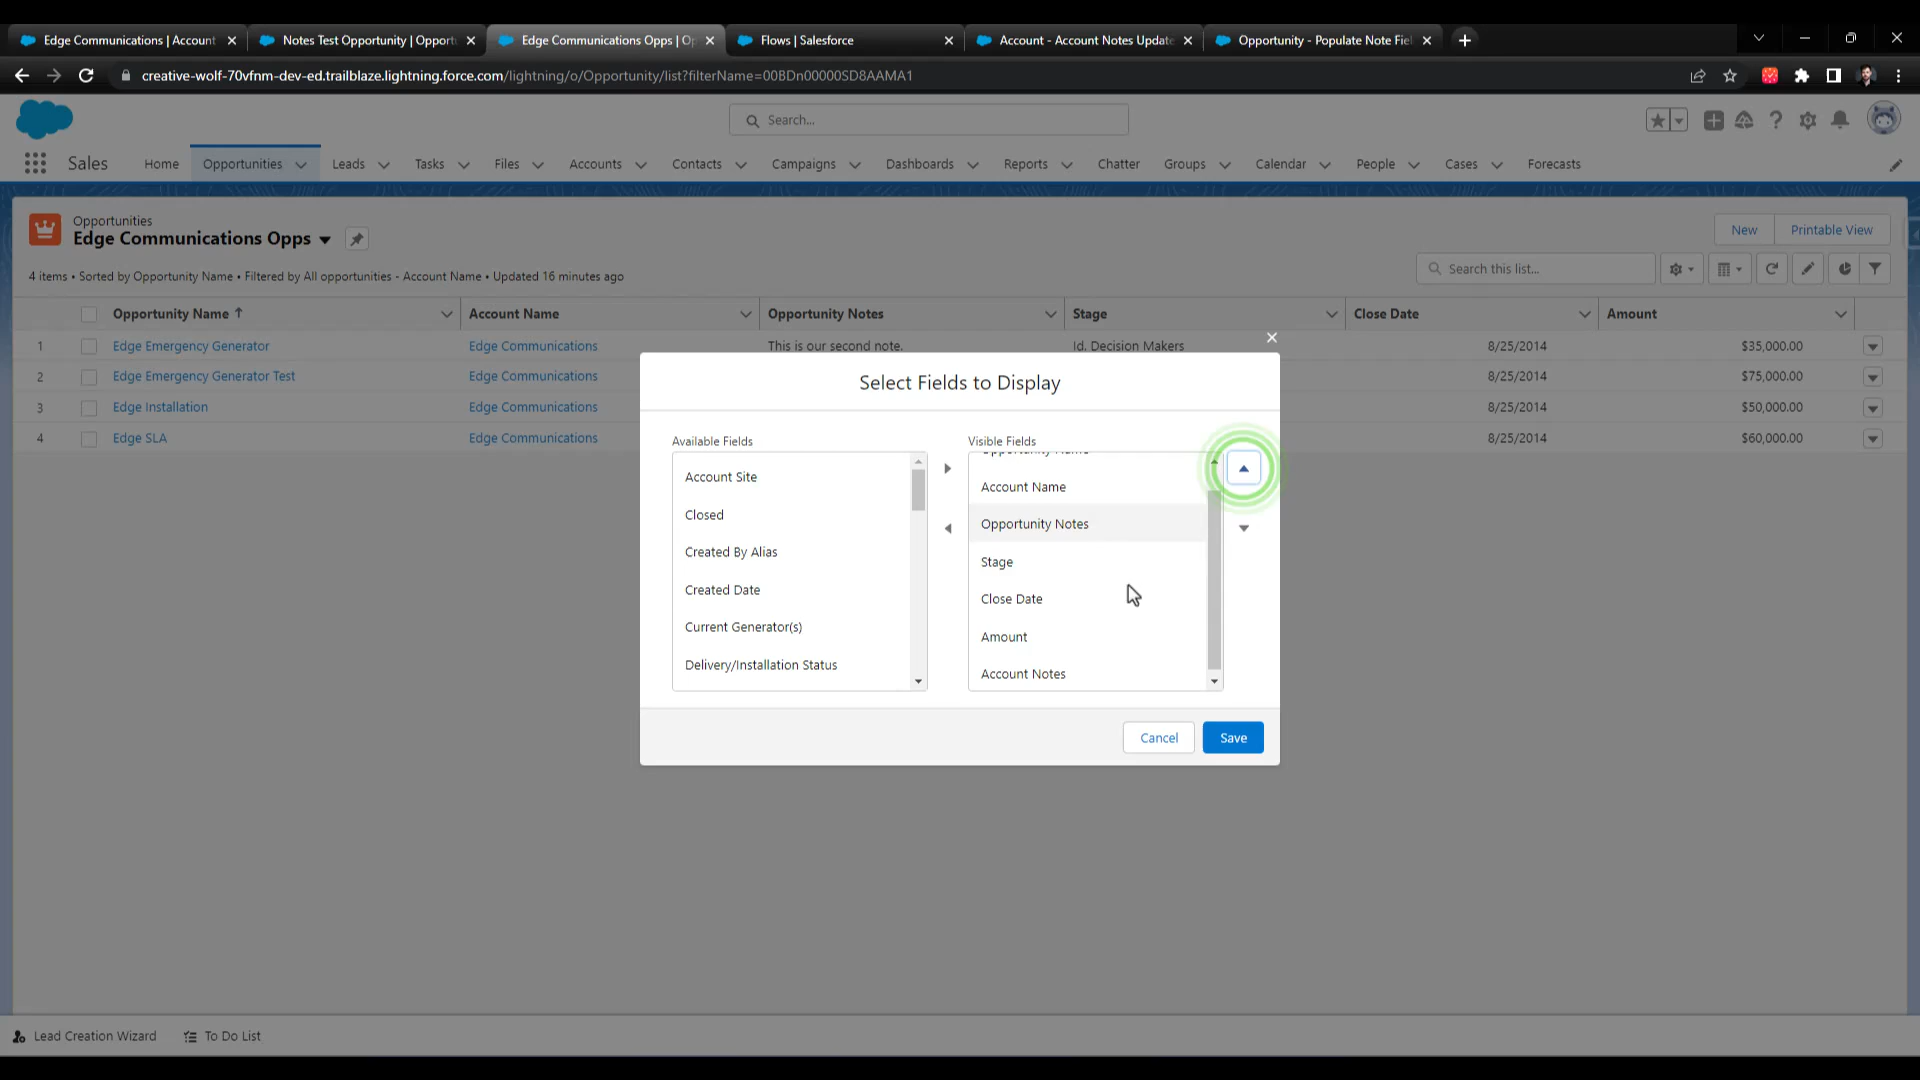 Edge Communications | Account
Notes Test Opportunity | Opport
Edge Communications Opps | Op
Flows | Salesforce
Account - Account Notes Update
Opportunity - Populate Note Fiel
creative-wolf-70vfnm-dev-ed.trailblaze.lightning.force.com/lightning/o/Opportunity/list?filterName=00BDn00000SD8AAMA1
Search...
Sales
Home
Opportunities
Leads
Tasks
Files
Accounts
Contacts
Campaigns
Dashboards
Reports
Chatter
Groups
Calendar
People
Cases
Forecasts
Opportunities
Edge Communications Opps
New
Printable View
4 items • Sorted by Opportunity Name • Filtered by All opportunities - Account Name • Updated 16 minutes ago
Search this list...
Opportunity Name ↑ Account Name Opportunity Notes Stage Close Date Amount
1 Edge Emergency Generator Edge Communications This is our second note. Id. Decision Makers 8/25/2014 $35,000.00
2 Edge Emergency Generator Test Edge Communications 8/25/2014 $75,000.00
3 Edge Installation Edge Communications 8/25/2014 $50,000.00
4 Edge SLA Edge Communications 8/25/2014 $60,000.00
Select Fields to Display
Available Fields
Account Site
Closed
Created By Alias
Created Date
Current Generator(s)
Delivery/Installation Status
Visible Fields
Opportunity Name
Account Name
Opportunity Notes
Stage
Close Date
Amount
Account Notes
Cancel
Save
Lead Creation Wizard
To Do List